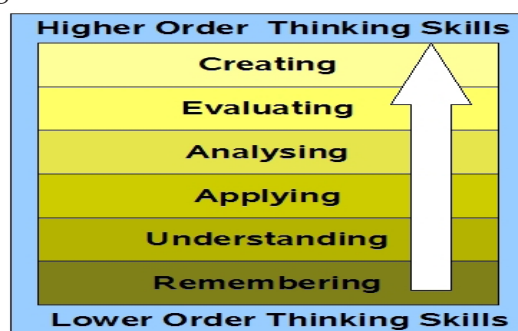 Higher Order Thinking Skills
Creating
Evaluating
Analysing
Applying
Understanding
Remembering
Lower Order Thinking Skills